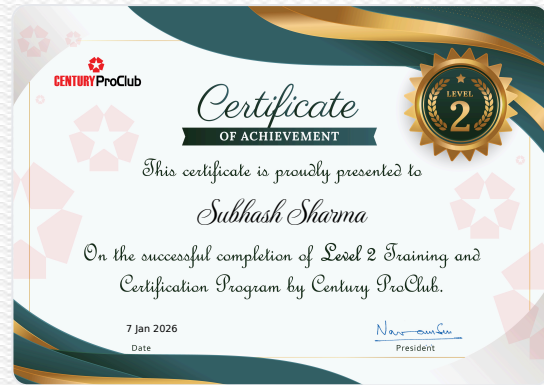 CENTURY ProClub
LEVEL
2
Certificate
OF ACHIEVEMENT
This certificate is proudly presented to
Subhash Sharma
On the successful completion of Level 2 Training and
Certification Program by Century ProClub.
7 Jan 2026
Date
President